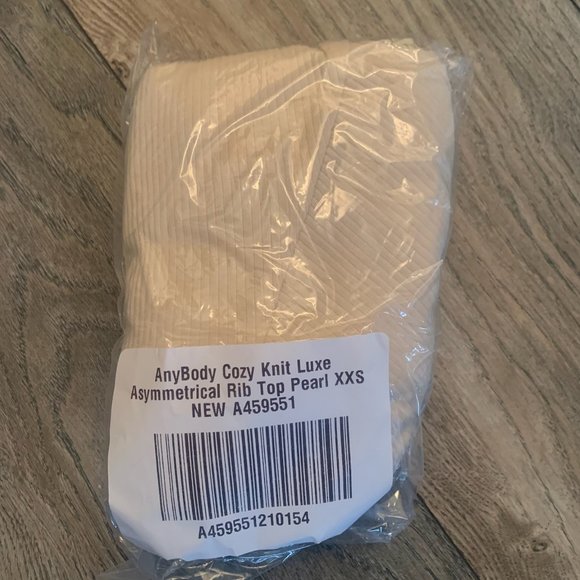 AnyBody Cozy Knit Luxe
Asymmetrical Rib Top Pearl XXS
NEW A459551
A459551210154